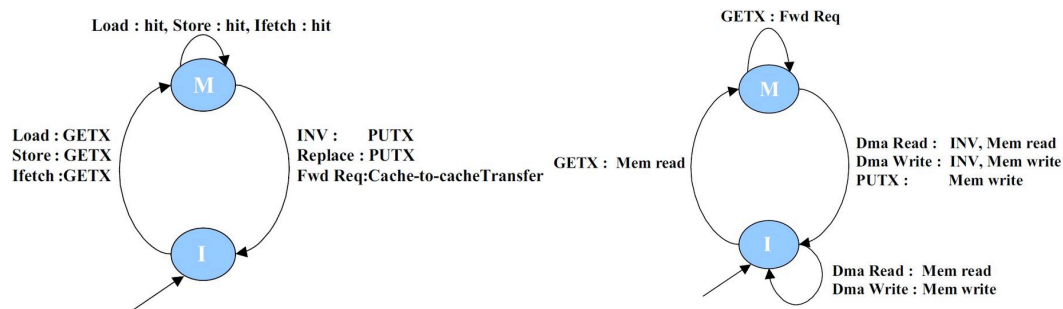 Load : hit, Store : hit, Ifetch : hit
M
Load : GETX
Store : GETX
Ifetch :GETX
INV : PUTX
Replace : PUTX
Fwd Req:Cache-to-cacheTransfer
I
GETX : Fwd Req
M
GETX : Mem read
Dma Read : INV, Mem read
Dma Write : INV, Mem write
PUTX : Mem write
I
Dma Read : Mem read
Dma Write : Mem write